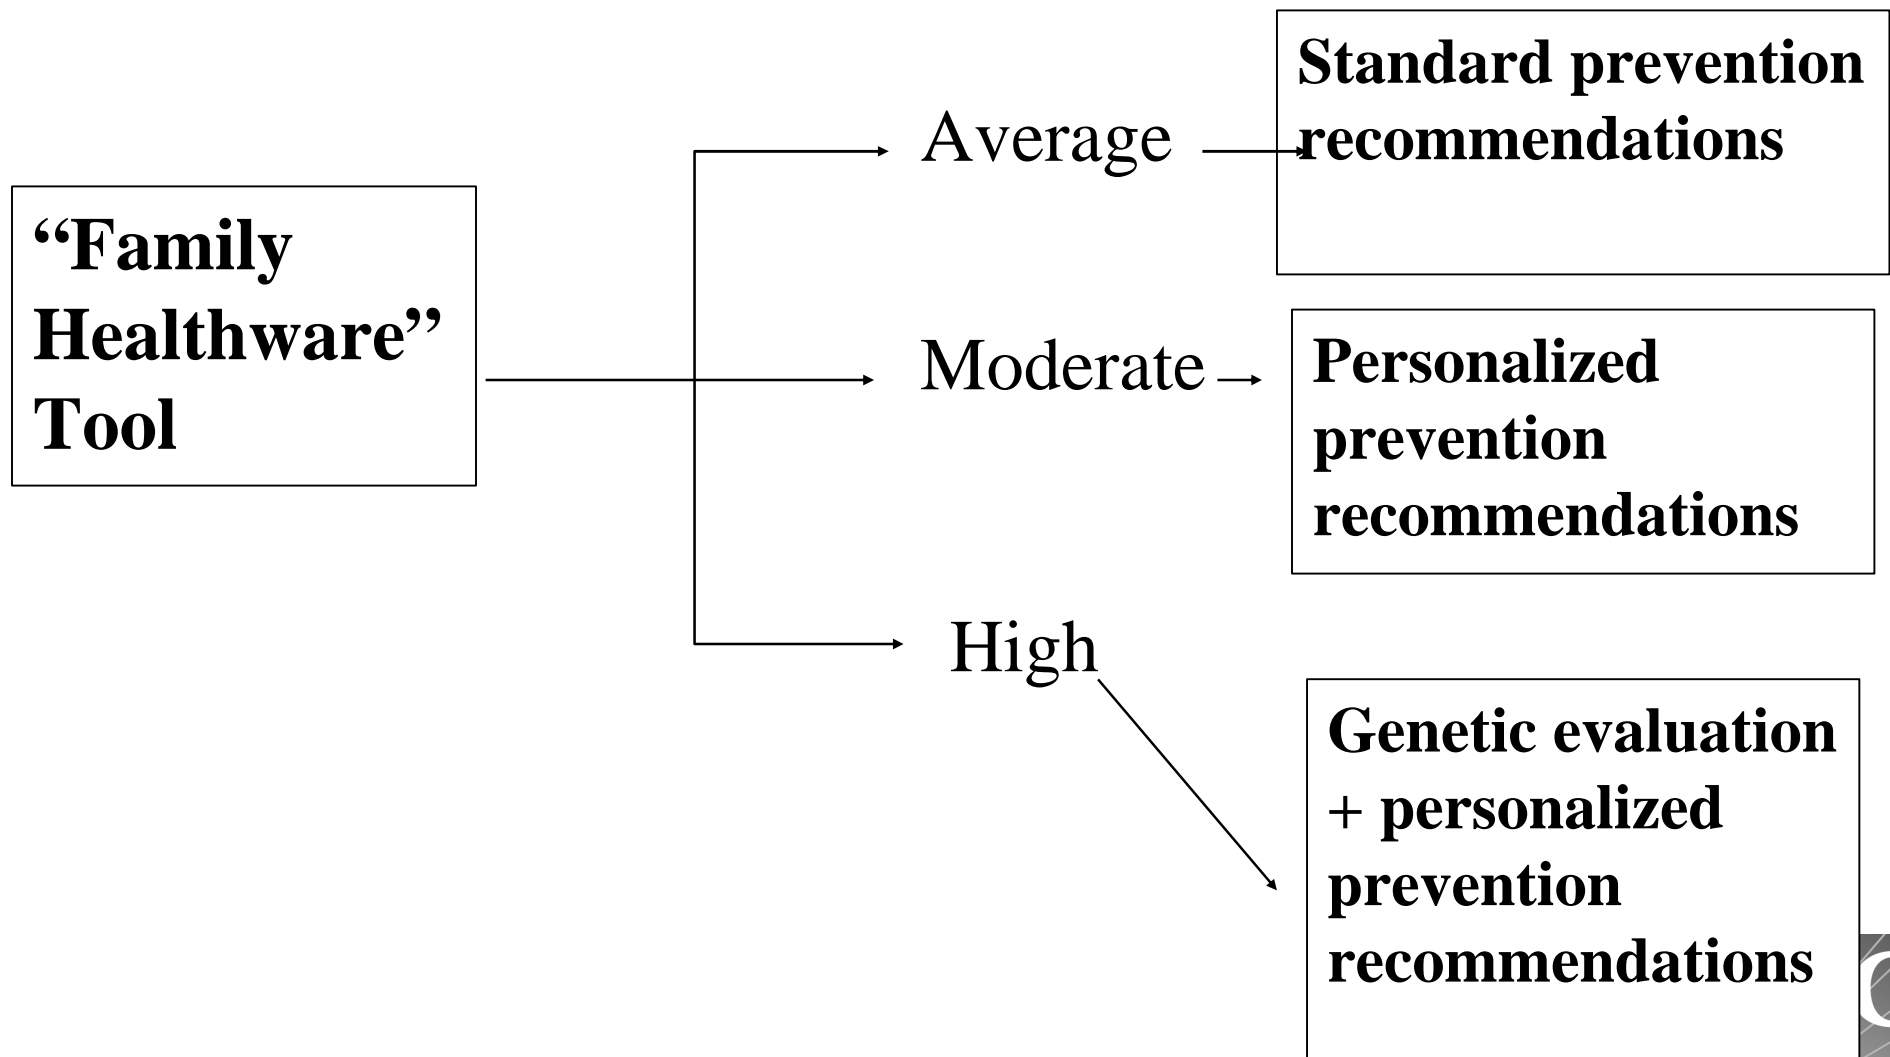 “Family
Healthware”
Tool
Average
Standard prevention
recommendations
Moderate
Personalized
prevention
recommendations
High
Genetic evaluation
+ personalized
prevention
recommendations